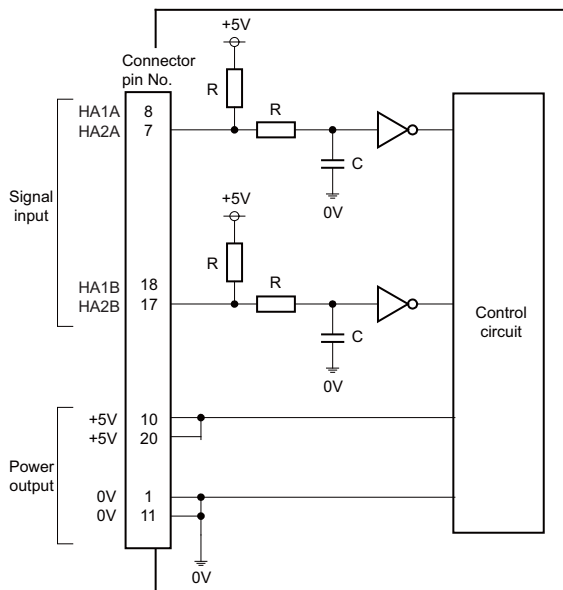 +5V
Connector
pin No.
R
R
HA1A 8
HA2A 7
C
0V
Signal
input
+5V
R
R
HA1B 18
HA2B 17
C
0V
Control
circuit
+5V 10
+5V 20
Power
output
0V 1
0V 11
0V